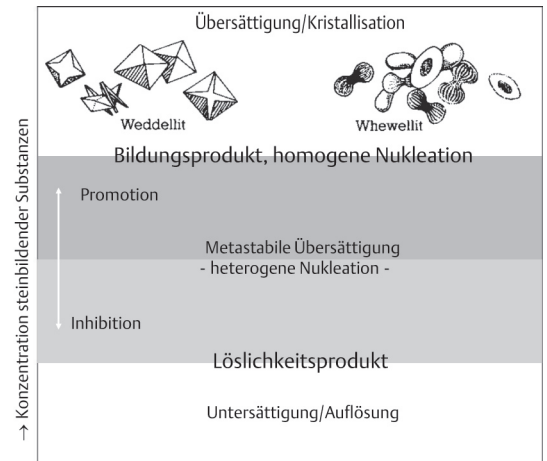 Übersättigung/Kristallisation
Weddellit
Whewellit
Bildungsprodukt, homogene Nukleation
Promotion
Metastabile Übersättigung
- heterogene Nukleation -
Inhibition
Löslichkeitsprodukt
Untersättigung/Auflösung
→ Konzentration steinbildender Substanzen